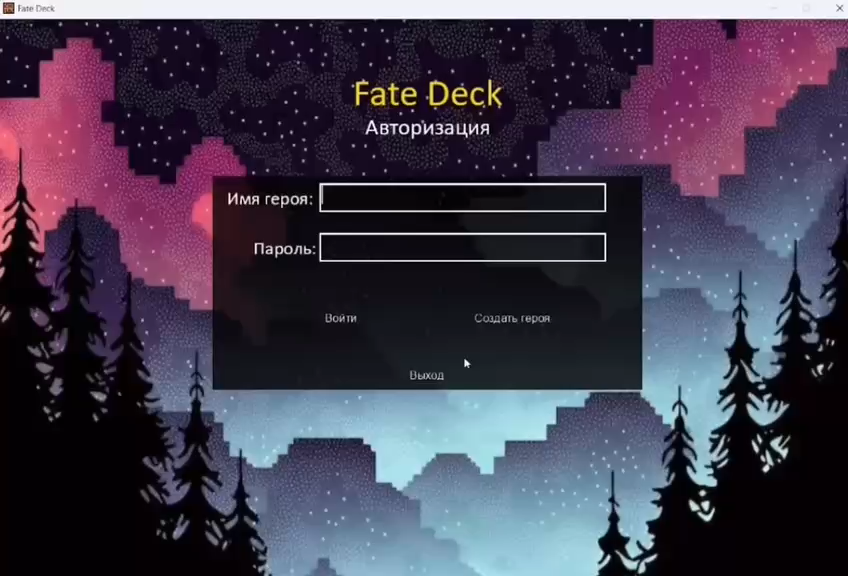 Fate Deck
Fate Deck
Авторизация
Имя героя:
Пароль:
Войти
Создать героя
Выход